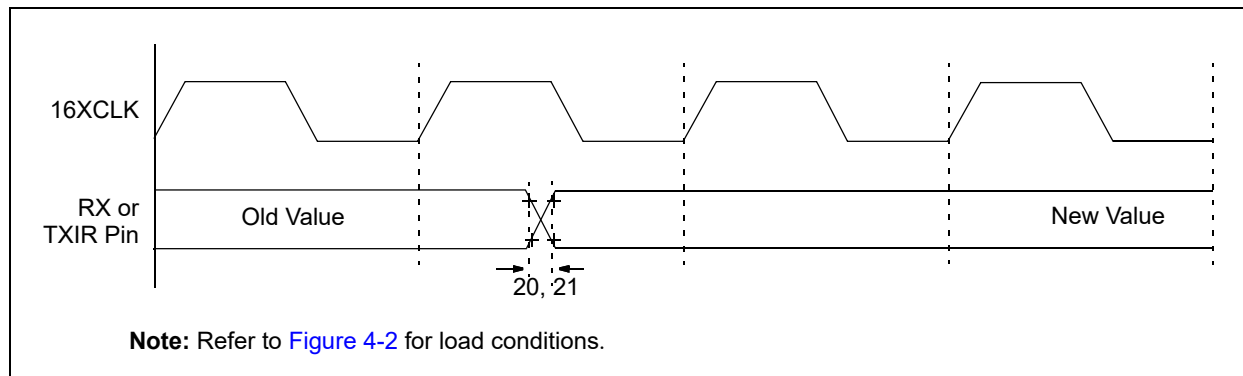 16XCLK
RX or
TXIR Pin
Old Value
New Value
20, 21
Note: Refer to Figure 4-2 for load conditions.